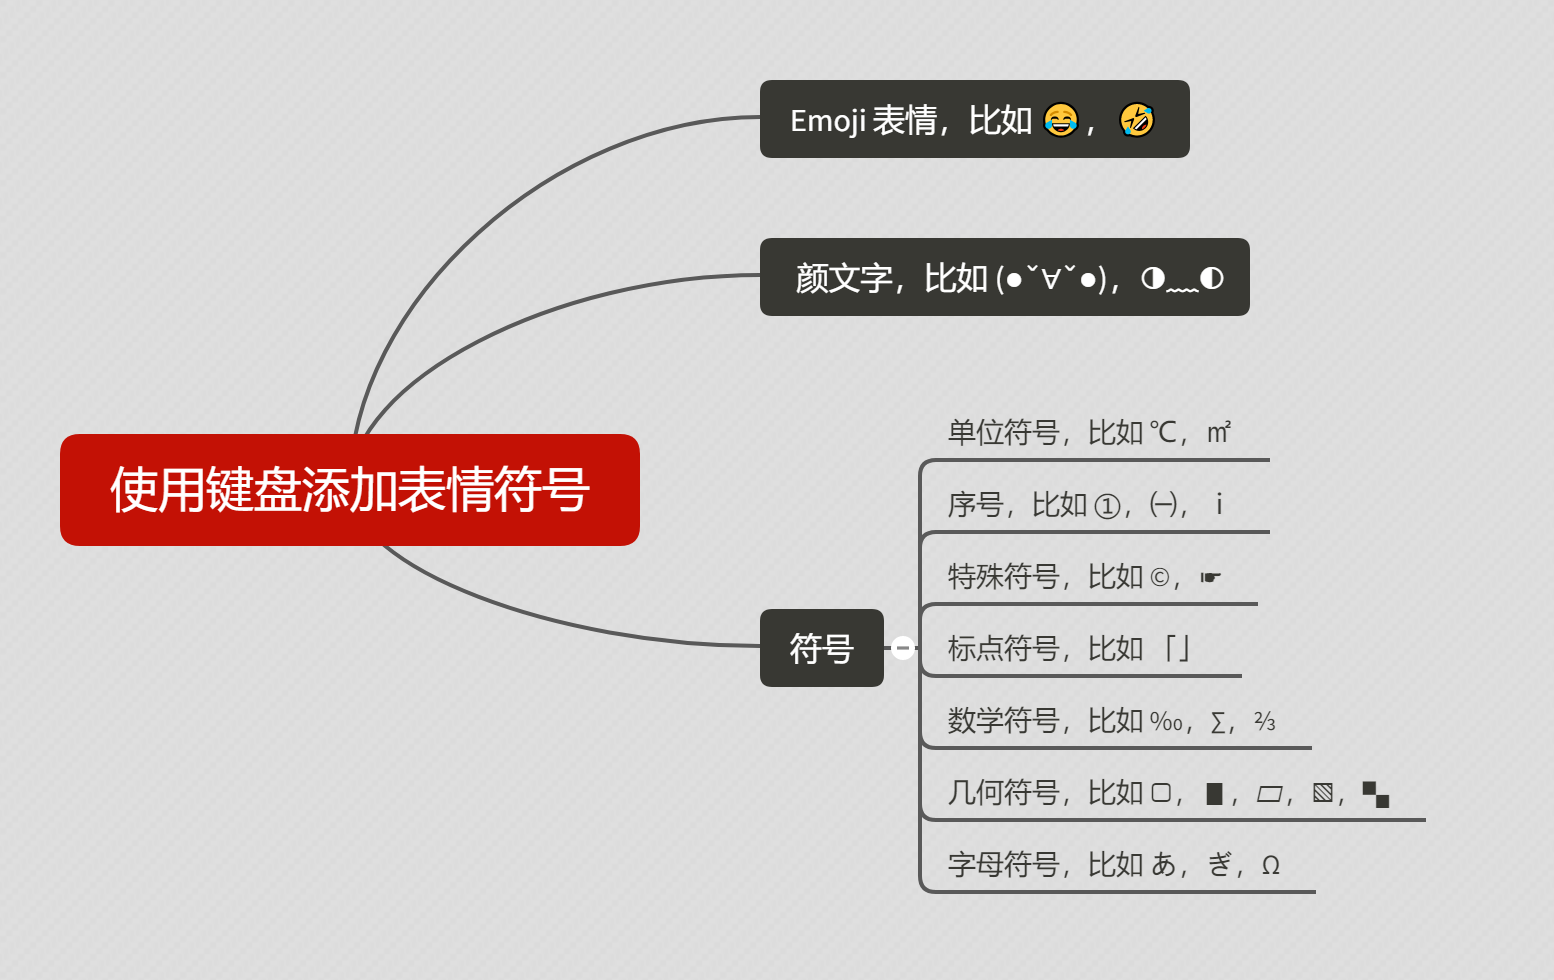 Emoji 表情，比如 😂，🤣
颜文字，比如 (●ˇ∀ˇ●)，◑﹏◐
使用键盘添加表情符号
符号
单位符号，比如 ℃，㎡
序号，比如 ①，㈠，ⅰ
特殊符号，比如 ©，☛
标点符号，比如 「」
数学符号，比如 ‰，∑，⅔
几何符号，比如 ▢，▇，▱，▧，▚
字母符号，比如 あ，ぎ，Ω